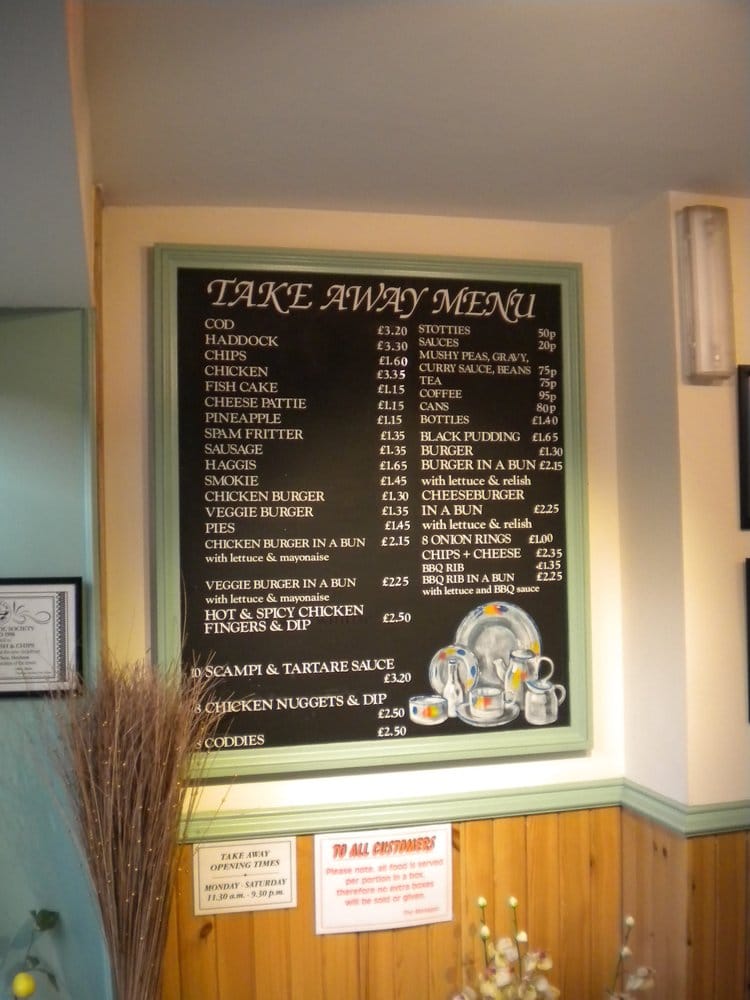 TAKE AWAY MENU
COD £3.20
HADDOCK £3.30
CHIPS £1.60
CHICKEN £3.35
FISH CAKE £1.15
CHEESE PATTIE £1.15
PINEAPPLE £1.15
SPAM FRITTER £1.35
SAUSAGE £1.35
HAGGIS £1.65
SMOKIE £1.45
CHICKEN BURGER £1.30
VEGGIE BURGER £1.35
PIES £1.45
CHICKEN BURGER IN A BUN £2.15
with lettuce & mayonaise
VEGGIE BURGER IN A BUN £2.25
with lettuce & mayonaise
HOT & SPICY CHICKEN
FINGERS & DIP £2.50
10 SCAMPI & TARTARE SAUCE
£3.20
8 CHICKEN NUGGETS & DIP
£2.50
8 CODDIES £2.50
STOTTIES 50p
SAUCES 20p
MUSHY PEAS, GRAVY,
CURRY SAUCE, BEANS 75p
TEA 75p
COFFEE 95p
CANS 80p
BOTTLES £1.40
BLACK PUDDING £1.65
BURGER £1.30
BURGER IN A BUN £2.15
with lettuce & relish
CHEESEBURGER
IN A BUN £2.25
with lettuce & relish
8 ONION RINGS £1.00
CHIPS + CHEESE £2.35
BBQ RIB £1.35
BBQ RIB IN A BUN £2.25
with lettuce and BBQ sauce
SOCIETY
1998
H & CHIPS
TAKE AWAY
OPENING TIMES
MONDAY - SATURDAY
11.30 a.m. - 9.30 p.m.
TO ALL CUSTOMERS
Please note, all food is served
per portion in a box,
therefore no extra boxes
will be sold or given.